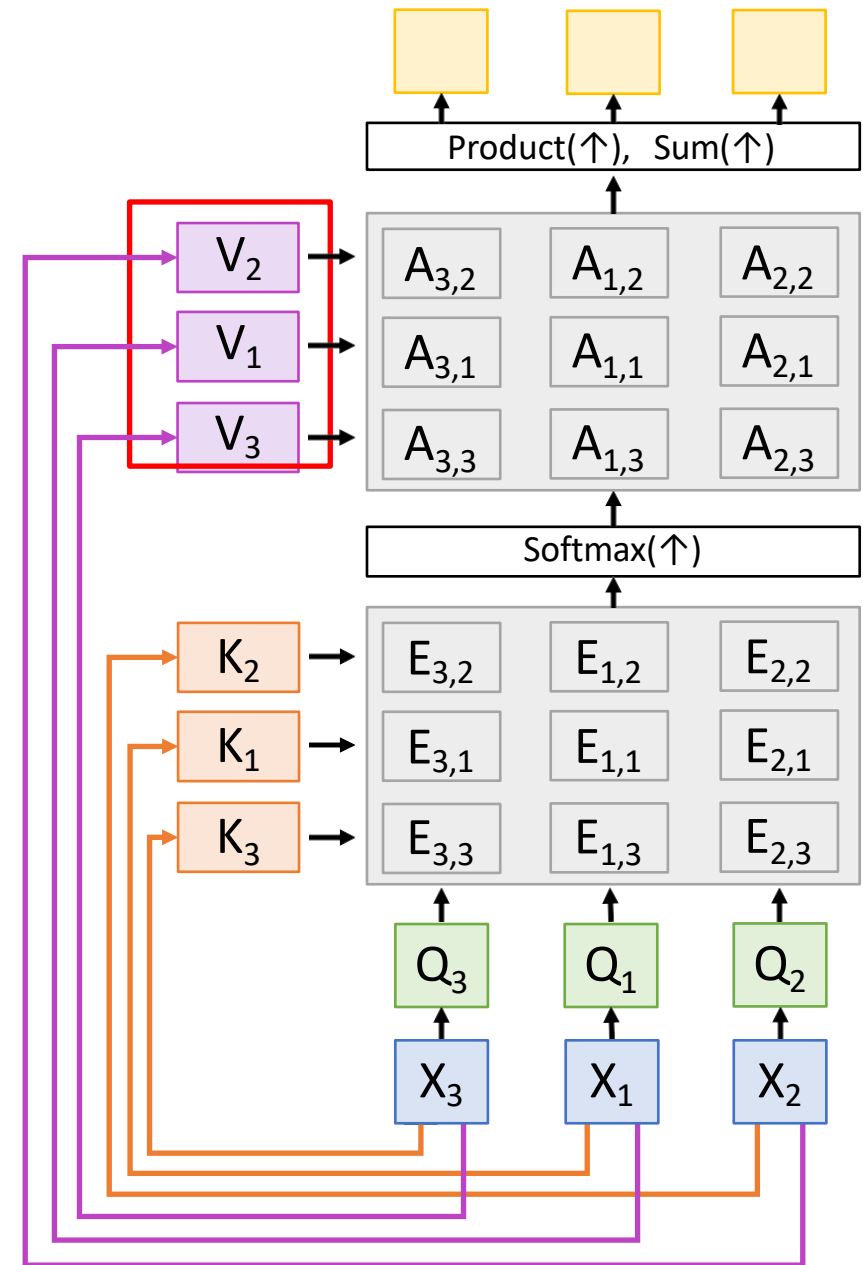 Product(↑), Sum(↑)
V₂ A₃,₂ A₁,₂ A₂,₂
V₁ A₃,₁ A₁,₁ A₂,₁
V₃ A₃,₃ A₁,₃ A₂,₃
Softmax(↑)
K₂ E₃,₂ E₁,₂ E₂,₂
K₁ E₃,₁ E₁,₁ E₂,₁
K₃ E₃,₃ E₁,₃ E₂,₃
Q₃ Q₁ Q₂
X₃ X₁ X₂